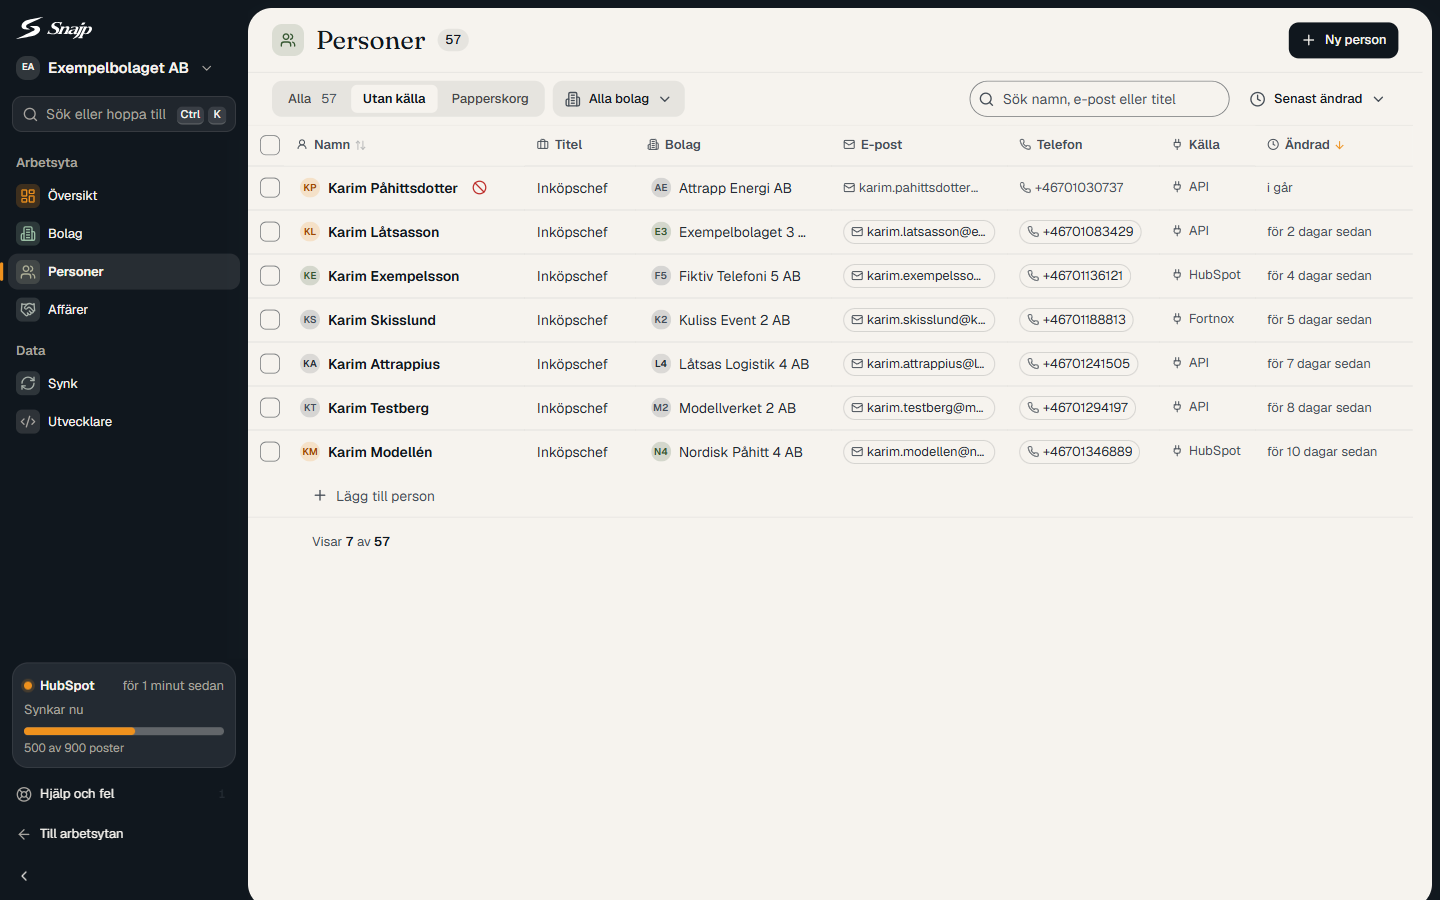 Snajp
EA Exempelbolaget AB
Sök eller hoppa till Ctrl K
Arbetsyta
Översikt
Bolag
Personer
Affärer
Data
Synk
Utvecklare
HubSpot för 1 minut sedan
Synkar nu
500 av 900 poster
Hjälp och fel 1
Till arbetsytan
Personer 57
Ny person
Alla 57 Utan källa Papperskorg Alla bolag
Sök namn, e-post eller titel
Senast ändrad
Namn Titel Bolag E-post Telefon Källa Ändrad
KP Karim Påhittsdotter Inköpschef AE Attrapp Energi AB karim.pahittsdotter... +46701030737 API i går
KL Karim Låtsasson Inköpschef E3 Exempelbolaget 3 ... karim.latsasson@e... +46701083429 API för 2 dagar sedan
KE Karim Exempelsson Inköpschef F5 Fiktiv Telefoni 5 AB karim.exempelsso... +46701136121 HubSpot för 4 dagar sedan
KS Karim Skisslund Inköpschef K2 Kuliss Event 2 AB karim.skisslund@k... +46701188813 Fortnox för 5 dagar sedan
KA Karim Attrappius Inköpschef L4 Låtsas Logistik 4 AB karim.attrappius@l... +46701241505 API för 7 dagar sedan
KT Karim Testberg Inköpschef M2 Modellverket 2 AB karim.testberg@m... +46701294197 API för 8 dagar sedan
KM Karim Modellén Inköpschef N4 Nordisk Påhitt 4 AB karim.modellen@n... +46701346889 HubSpot för 10 dagar sedan
Lägg till person
Visar 7 av 57